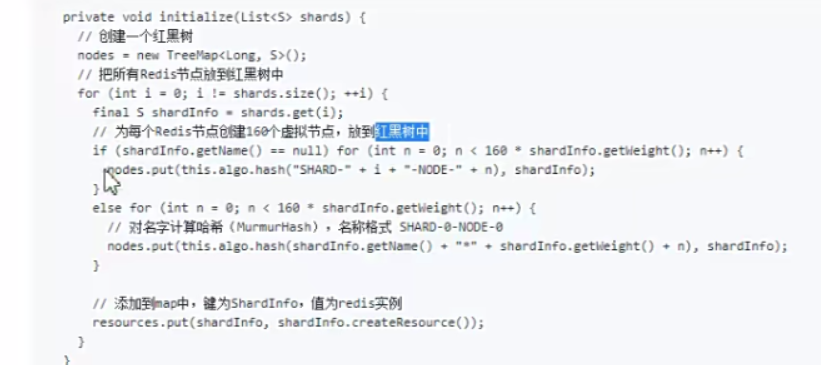 private void initialize(List<S> shards) {
// 创建一个红黑树
nodes = new TreeMap<Long, S>();
// 把所有Redis节点放到红黑树中
for (int i = 0; i != shards.size(); ++i) {
final S shardInfo = shards.get(i);
// 为每个Redis节点创建160个虚拟节点，放到红黑树中
if (shardInfo.getName() == null) for (int n = 0; n < 160 * shardInfo.getWeight(); n++) {
nodes.put(this.algo.hash("SHARD-" + i + "-NODE-" + n), shardInfo);
}
else for (int n = 0; n < 160 * shardInfo.getWeight(); n++) {
// 对名字计算哈希（MurmurHash），名称格式 SHARD-0-NODE-0
nodes.put(this.algo.hash(shardInfo.getName() + "*" + shardInfo.getWeight() + n), shardInfo);
}
// 添加到map中，键为ShardInfo，值为redis实例
resources.put(shardInfo, shardInfo.createResource());
}
}